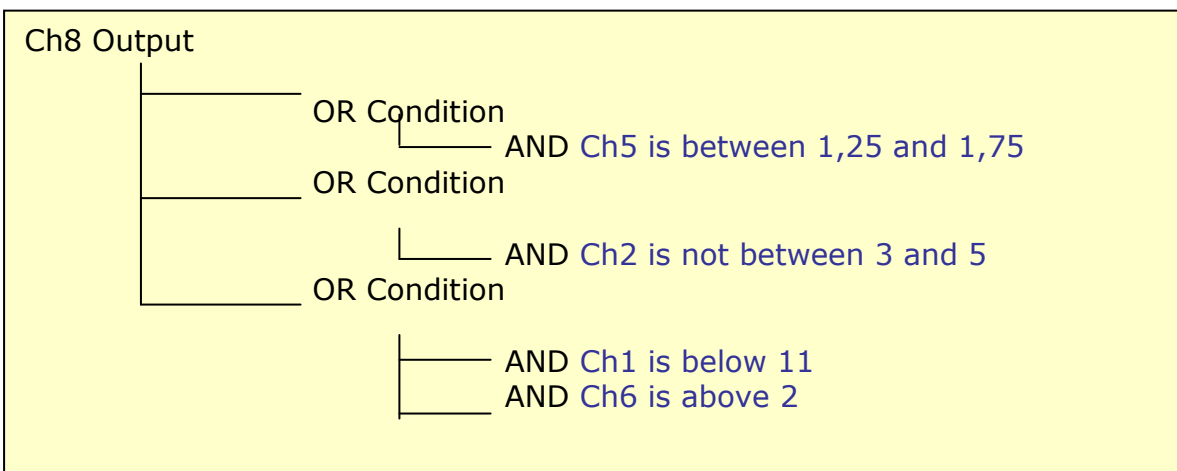 Ch8 Output
OR Condition
AND Ch5 is between 1,25 and 1,75
OR Condition
AND Ch2 is not between 3 and 5
OR Condition
AND Ch1 is below 11
AND Ch6 is above 2